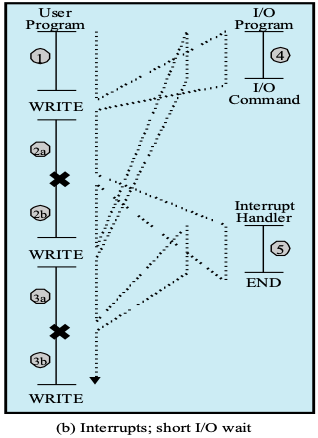 User
Program
1
WRITE
2a
2b
WRITE
3a
3b
WRITE
I/O
Program
4
I/O
Command
Interrupt
Handler
5
END
(b) Interrupts; short I/O wait